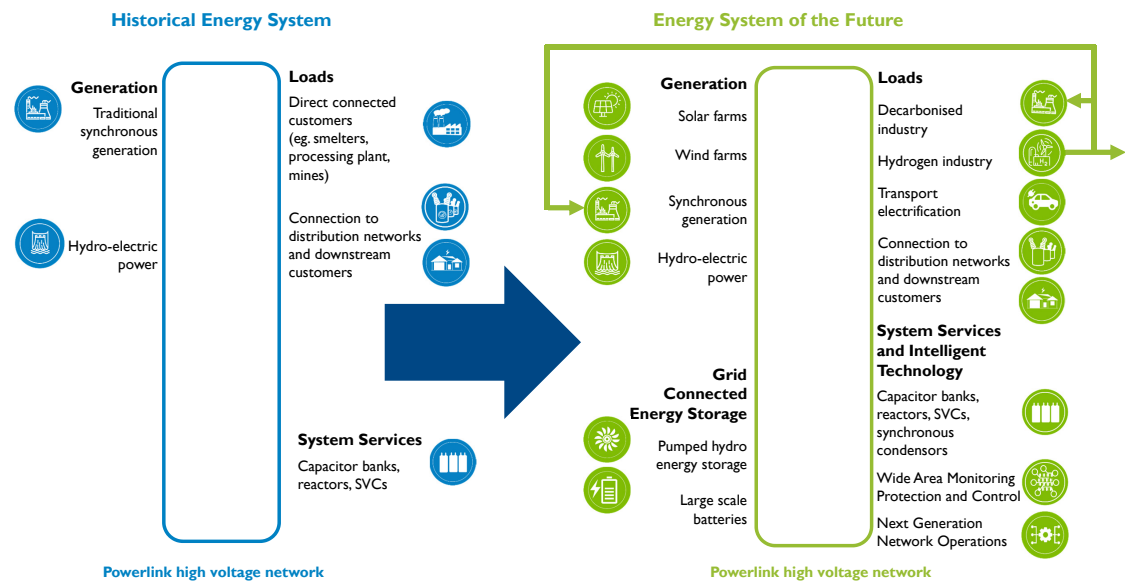 Historical Energy System
Generation
Traditional
synchronous
generation
Hydro-electric
power
Loads
Direct connected
customers
(eg. smelters,
processing plant,
mines)
Connection to
distribution networks
and downstream
customers
System Services
Capacitor banks,
reactors, SVCs
Powerlink high voltage network
Energy System of the Future
Generation
Solar farms
Wind farms
Synchronous
generation
Hydro-electric
power
Grid
Connected
Energy Storage
Pumped hydro
energy storage
Large scale
batteries
Loads
Decarbonised
industry
Hydrogen industry
Transport
electrification
Connection to
distribution networks
and downstream
customers
System Services
and Intelligent
Technology
Capacitor banks,
reactors, SVCs,
synchronous
condensors
Wide Area Monitoring
Protection and Control
Next Generation
Network Operations
Powerlink high voltage network